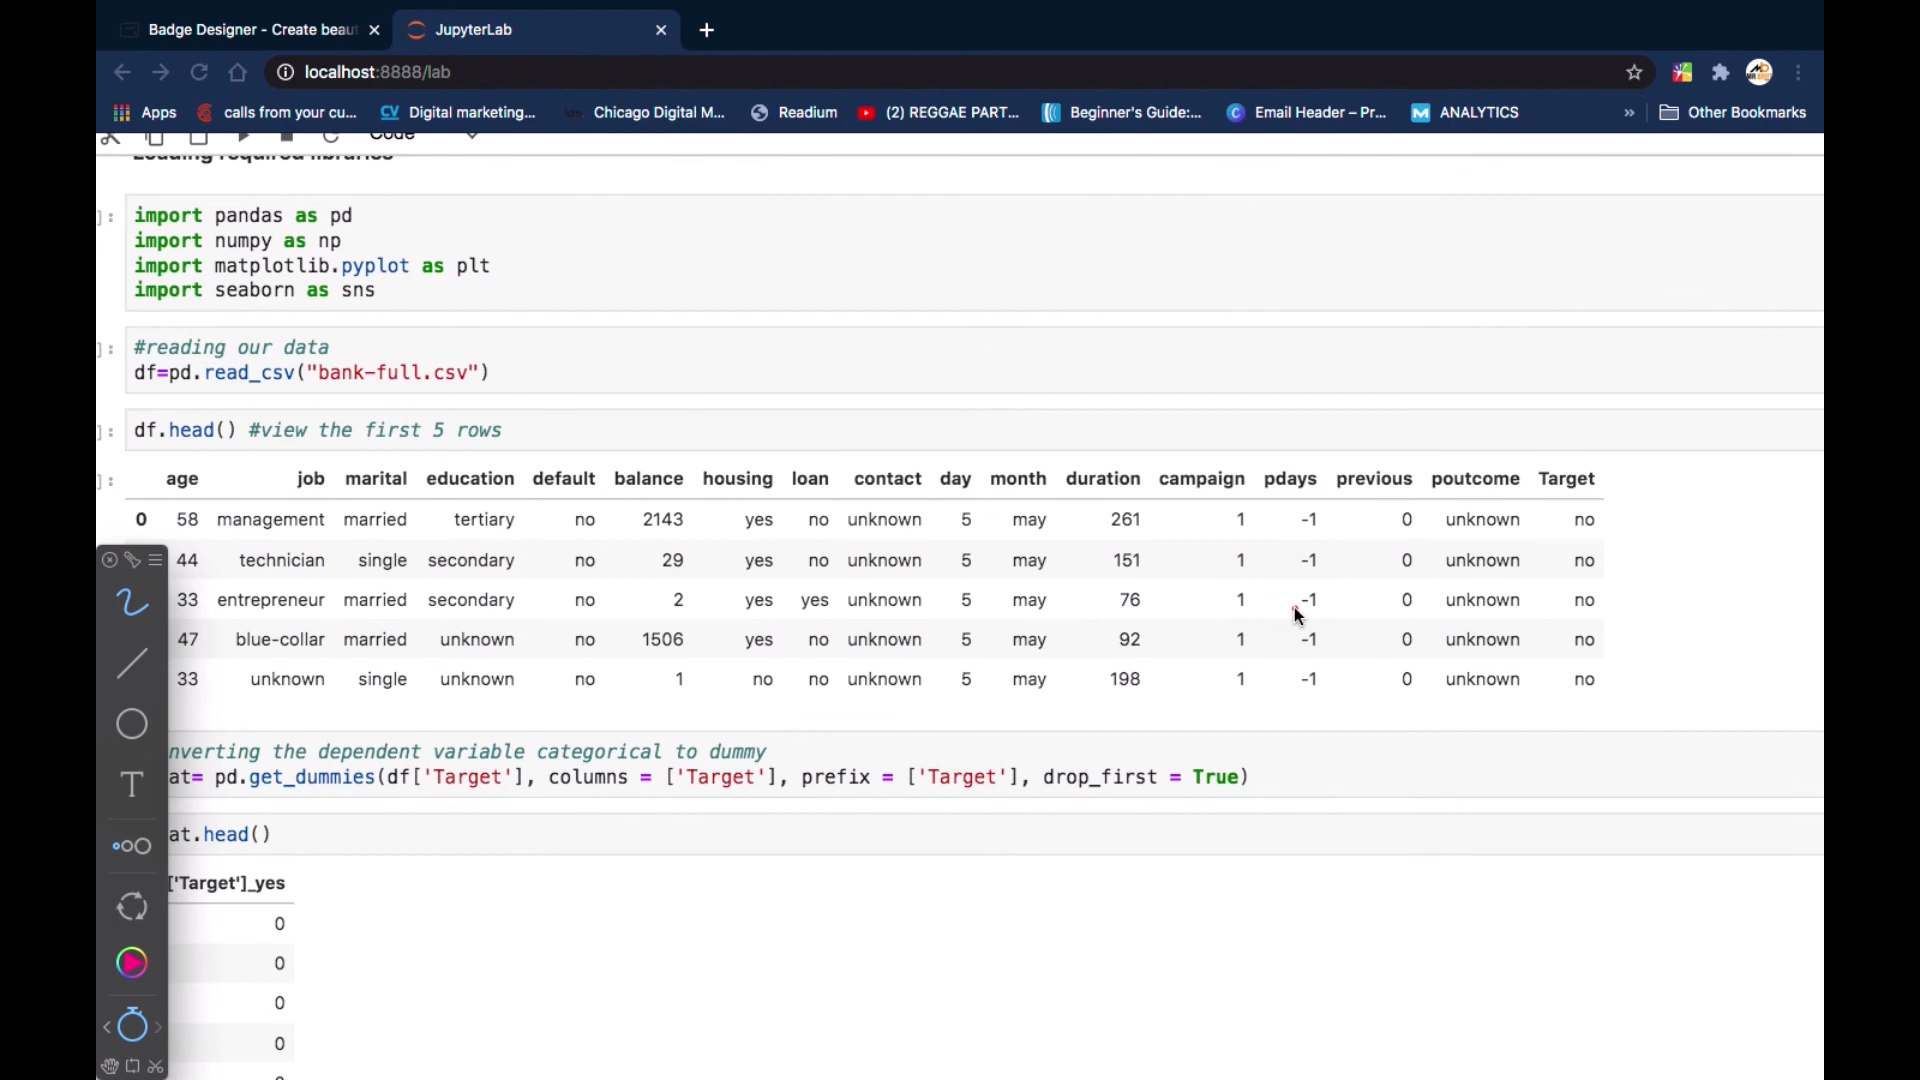 Badge Designer - Create beau
JupyterLab
localhost:8888/lab
Apps
calls from your cu...
CV Digital marketing...
Chicago Digital M...
Readium
(2) REGGAE PART...
Beginner's Guide:...
Email Header – Pr...
ANALYTICS
»
Other Bookmarks
Code
Loading required libraries
]:
import pandas as pd
import numpy as np
import matplotlib.pyplot as plt
import seaborn as sns
]:
#reading our data
df=pd.read_csv("bank-full.csv")
]:
df.head() #view the first 5 rows
]:
age job marital education default balance housing loan contact day month duration campaign pdays previous poutcome Target
0 58 management married tertiary no 2143 yes no unknown 5 may 261 1 -1 0 unknown no
44 technician single secondary no 29 yes no unknown 5 may 151 1 -1 0 unknown no
33 entrepreneur married secondary no 2 yes yes unknown 5 may 76 1 -1 0 unknown no
47 blue-collar married unknown no 1506 yes no unknown 5 may 92 1 -1 0 unknown no
33 unknown single unknown no 1 no no unknown 5 may 198 1 -1 0 unknown no
nverting the dependent variable categorical to dummy
at= pd.get_dummies(df['Target'], columns = ['Target'], prefix = ['Target'], drop_first = True)
at.head()
['Target']_yes
0
0
0
0
T